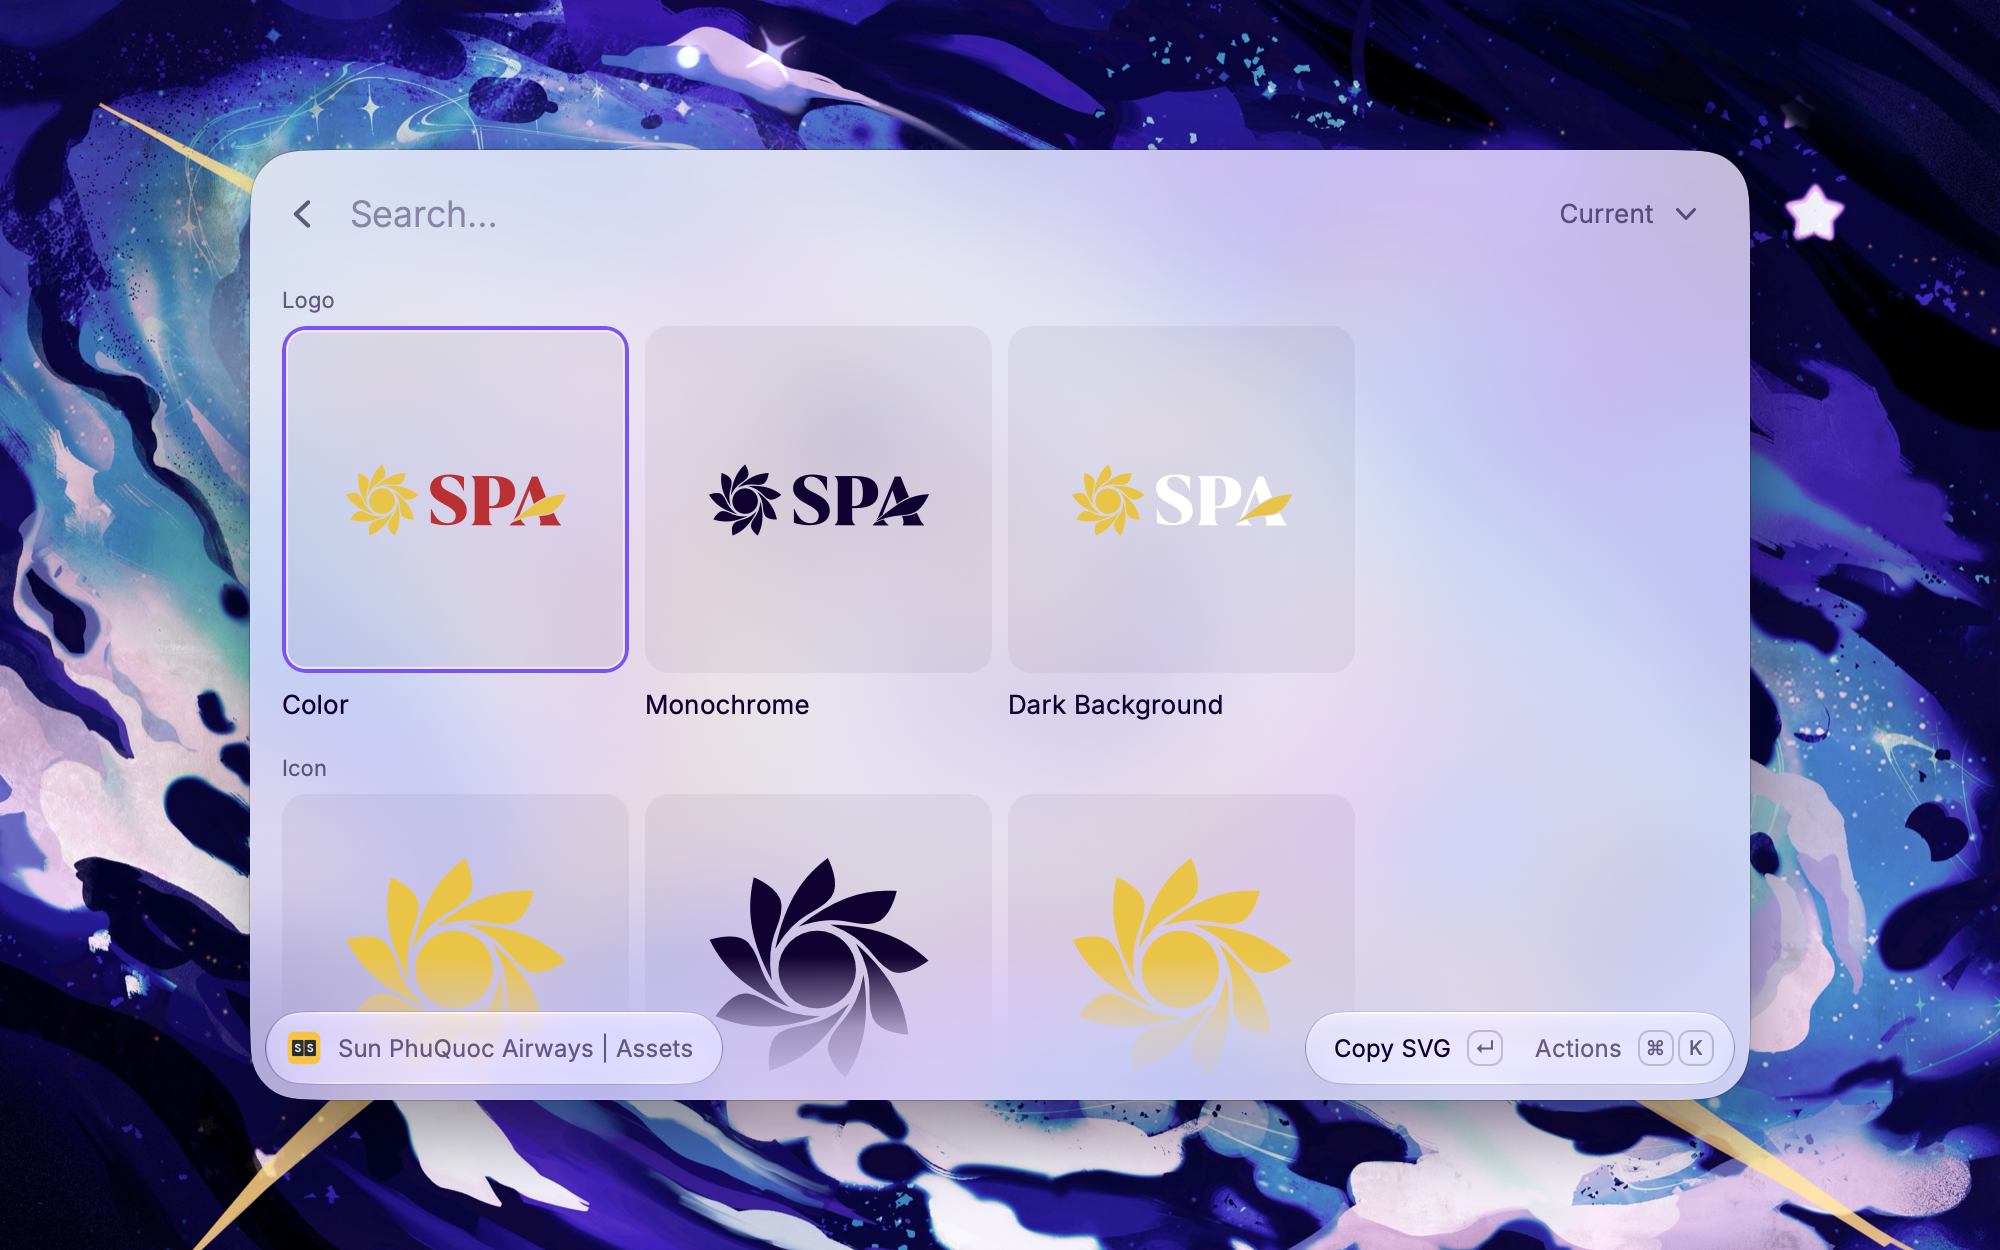 Search...
Current
Logo
SPA
SPA
SPA
Color
Monochrome
Dark Background
Icon
SS
Sun PhuQuoc Airways | Assets
Copy SVG
Actions
⌘
K